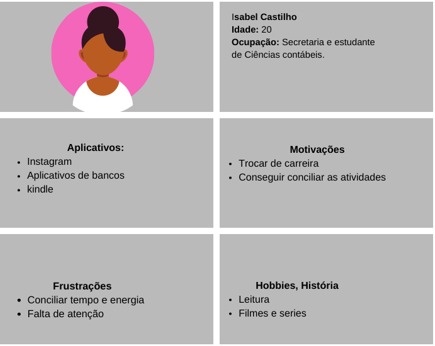 Isabel Castilho
Idade: 20
Ocupação: Secretaria e estudante
de Ciências contábeis.
Aplicativos:
• Instagram
• Aplicativos de bancos
• kindle
Motivações
• Trocar de carreira
• Conseguir conciliar as atividades
Frustrações
• Conciliar tempo e energia
• Falta de atenção
Hobbies, História
• Leitura
• Filmes e series